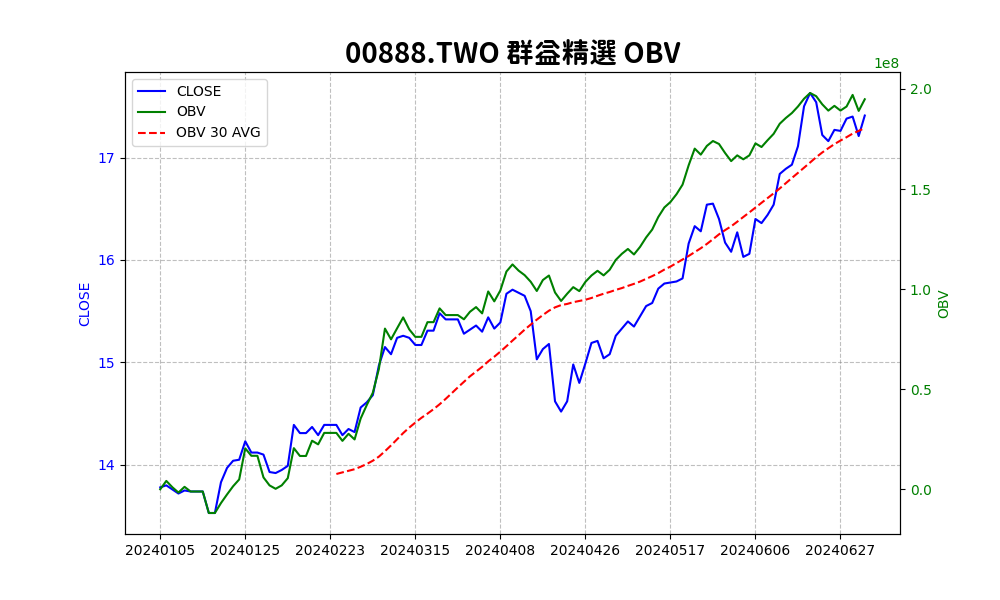 00888.TWO 群益精選 OBV
1e8
CLOSE
OBV
OBV 30 AVG
17
16
15
14
CLOSE
2.0
1.5
1.0
0.5
0.0
OBV
20240105 20240125 20240223 20240315 20240408 20240426 20240517 20240606 20240627